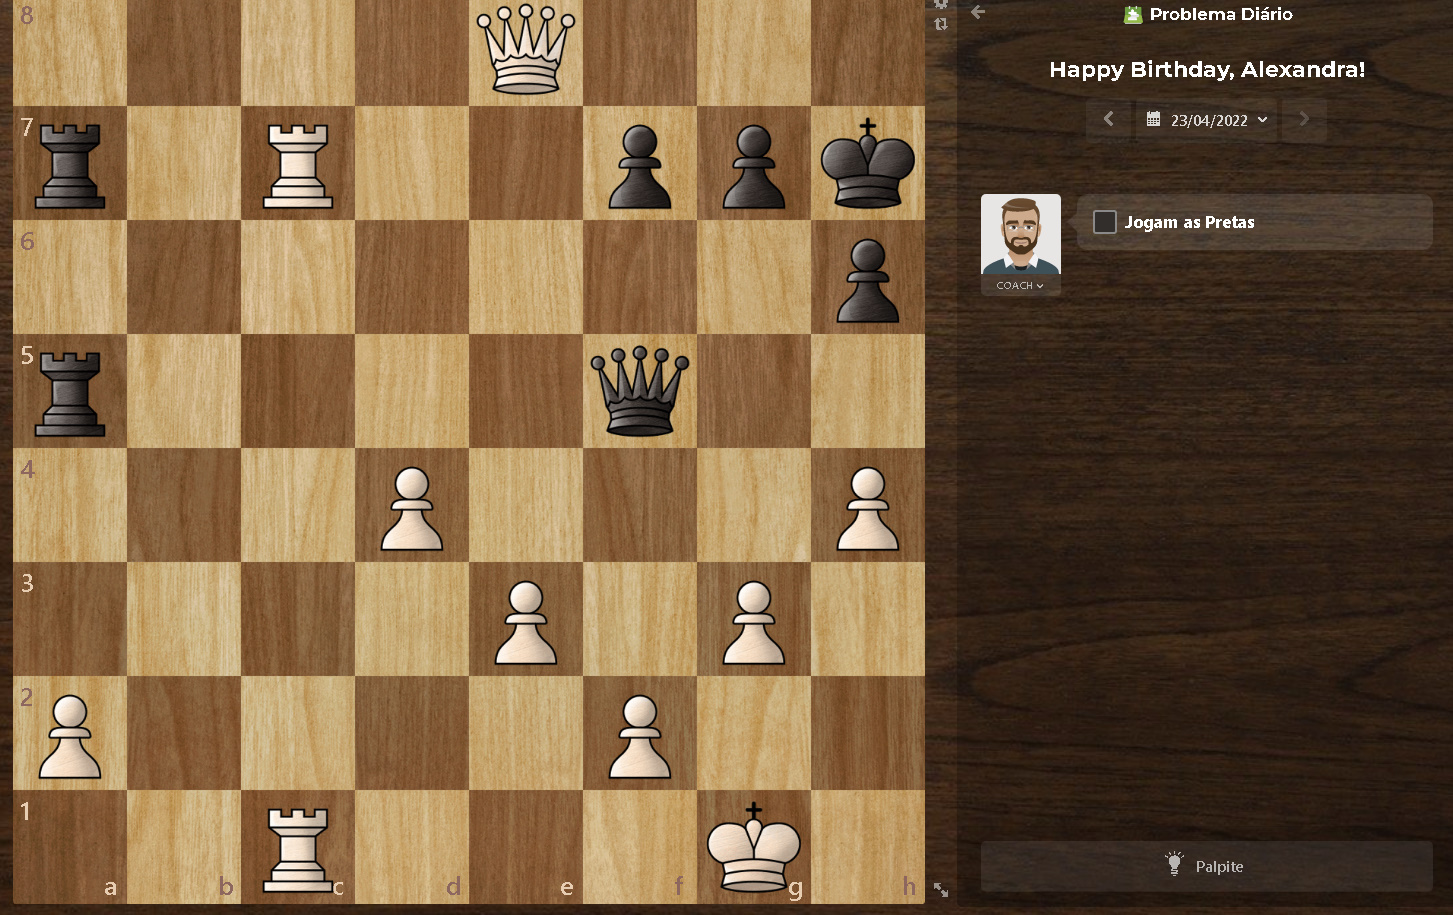 Problema Diário
Happy Birthday, Alexandra!
23/04/2022
Jogam as Pretas
COACH
Palpite
8
7
6
5
4
3
2
1
a b c d e f g h